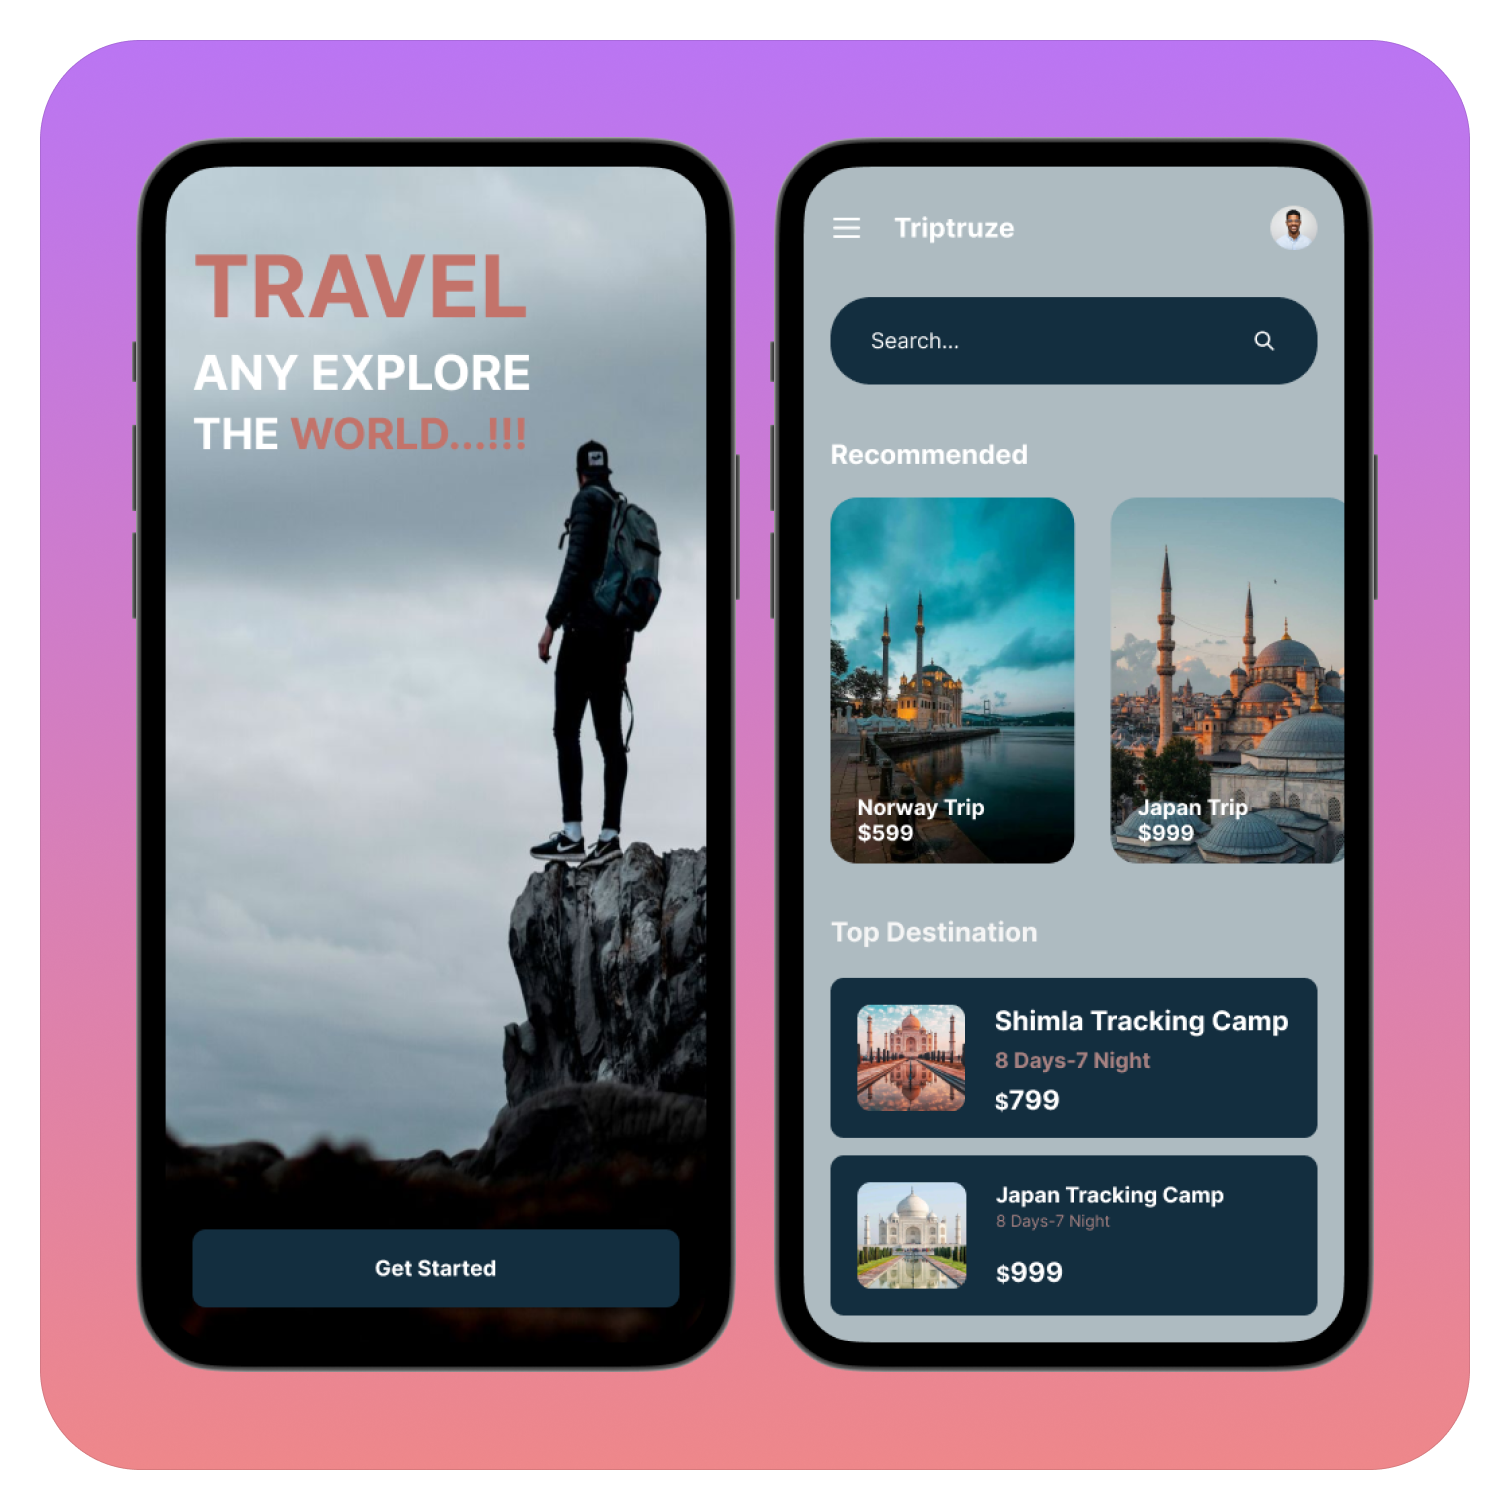 TRAVEL
ANY EXPLORE
THE WORLD...!!!
Get Started
Triptruze
Search...
Recommended
Norway Trip
$599
Japan Trip
$999
Top Destination
Shimla Tracking Camp
8 Days-7 Night
$799
Japan Tracking Camp
8 Days-7 Night
$999